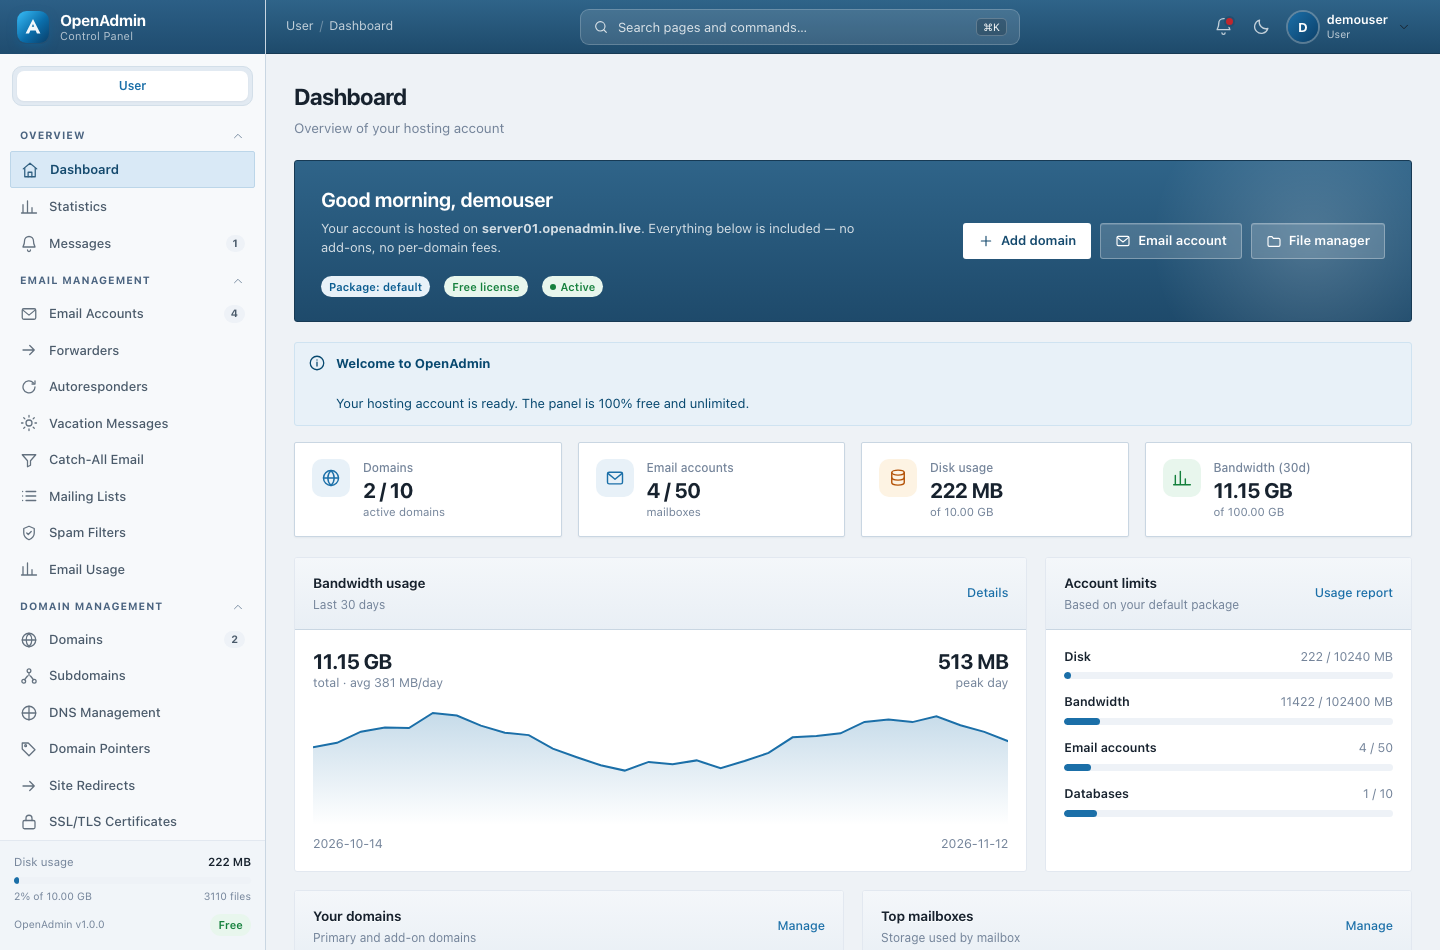 OpenAdmin
Control Panel
User / Dashboard
Search pages and commands...
⌘K
D
demouser
User
User
OVERVIEW
Dashboard
Statistics
Messages 1
EMAIL MANAGEMENT
Email Accounts 4
Forwarders
Autoresponders
Vacation Messages
Catch-All Email
Mailing Lists
Spam Filters
Email Usage
DOMAIN MANAGEMENT
Domains 2
Subdomains
DNS Management
Domain Pointers
Site Redirects
SSL/TLS Certificates
Disk usage 222 MB
2% of 10.00 GB 3110 files
OpenAdmin v1.0.0 Free
Dashboard
Overview of your hosting account
Good morning, demouser
Your account is hosted on server01.openadmin.live. Everything below is included — no
add-ons, no per-domain fees.
Package: default Free license Active
Add domain Email account File manager
Welcome to OpenAdmin
Your hosting account is ready. The panel is 100% free and unlimited.
Domains
2 / 10
active domains
Email accounts
4 / 50
mailboxes
Disk usage
222 MB
of 10.00 GB
Bandwidth (30d)
11.15 GB
of 100.00 GB
Bandwidth usage
Last 30 days
Details
11.15 GB
total · avg 381 MB/day
513 MB
peak day
2026-10-14 2026-11-12
Account limits
Based on your default package
Usage report
Disk 222 / 10240 MB
Bandwidth 11422 / 102400 MB
Email accounts 4 / 50
Databases 1 / 10
Your domains
Primary and add-on domains
Manage
Top mailboxes
Storage used by mailbox
Manage